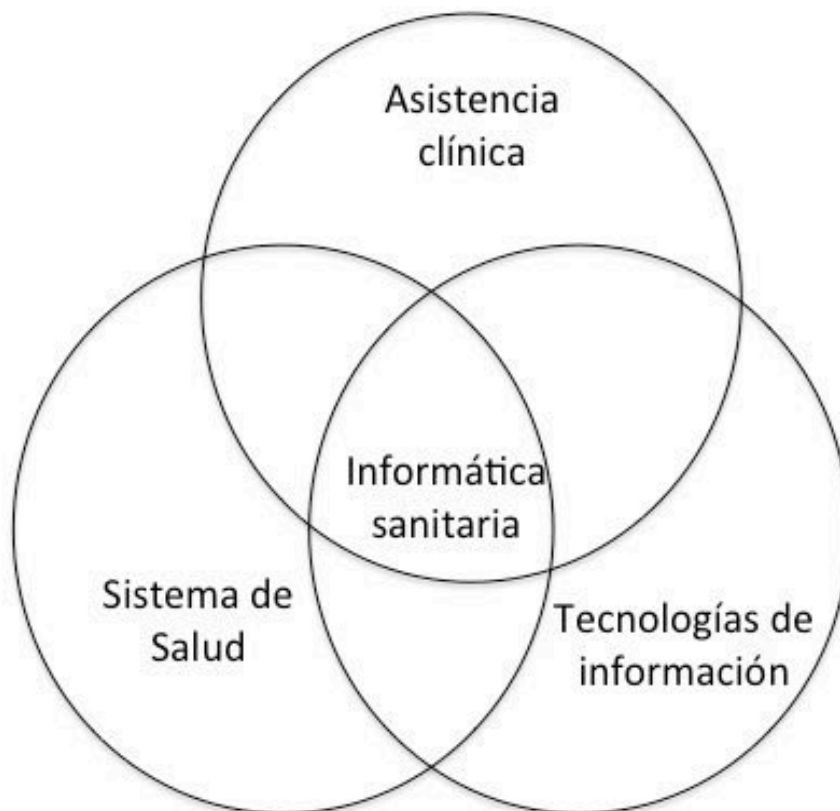 Asistencia
clínica
Informática
sanitaria
Sistema de
Salud
Tecnologías de
información